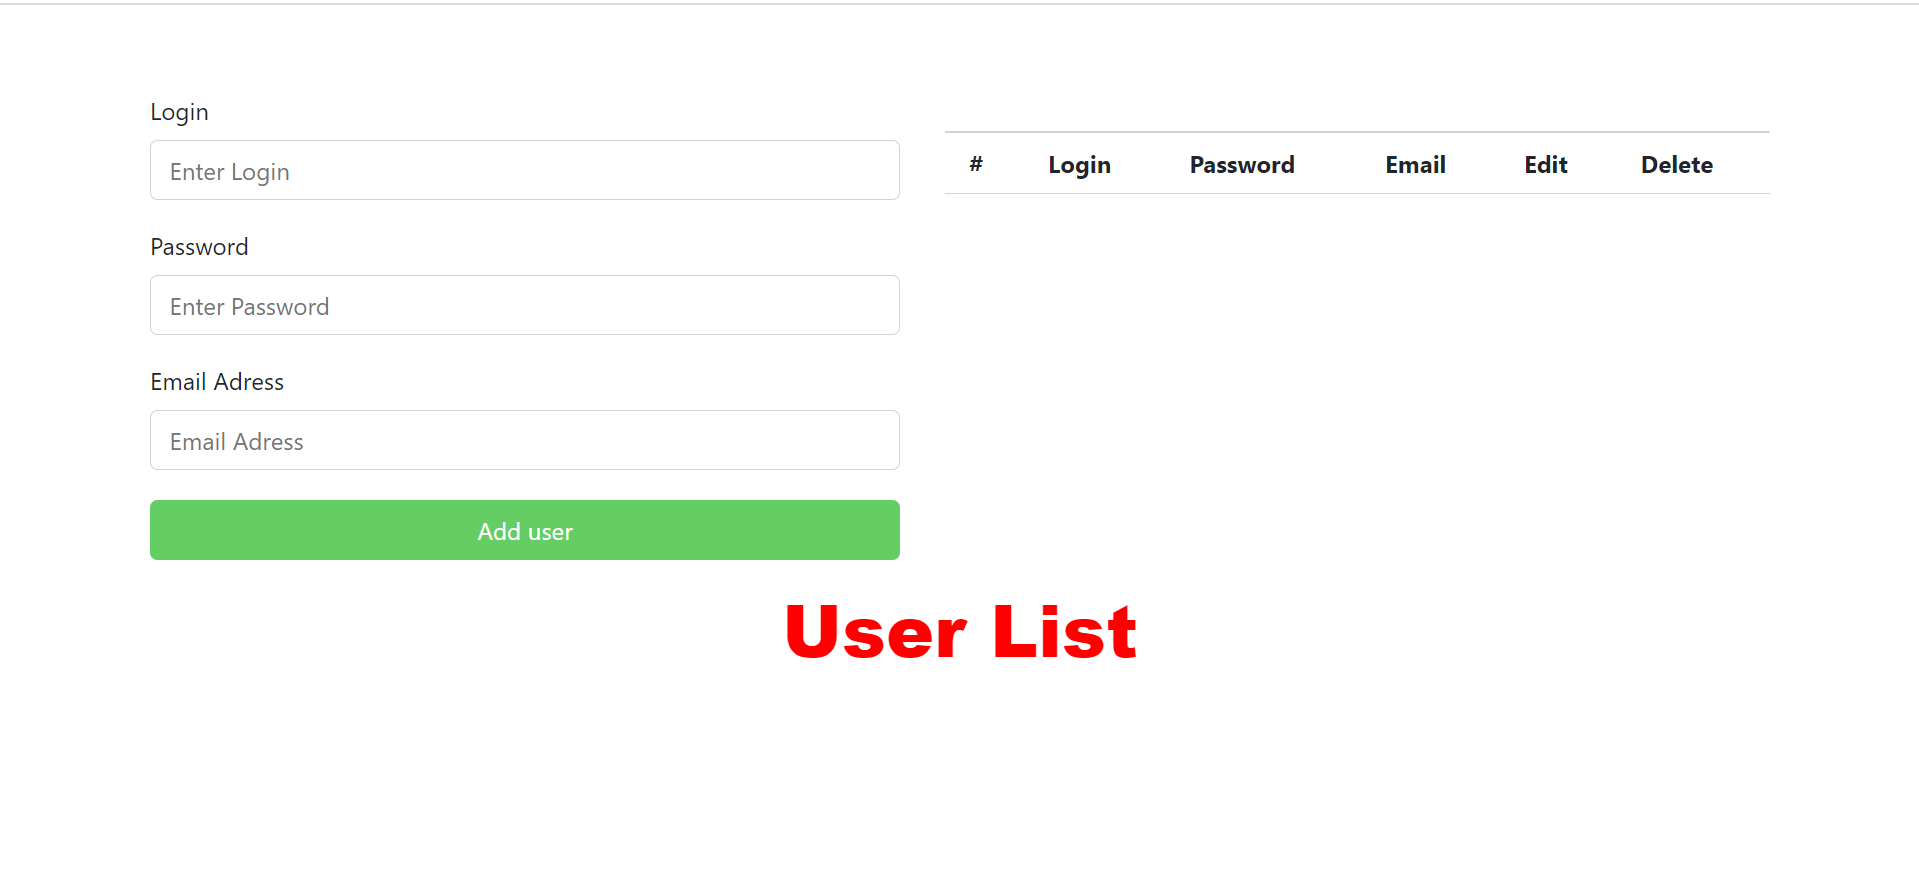 Login
Enter Login
Password
Enter Password
Email Adress
Email Adress
Add user
# Login Password Email Edit Delete
User List